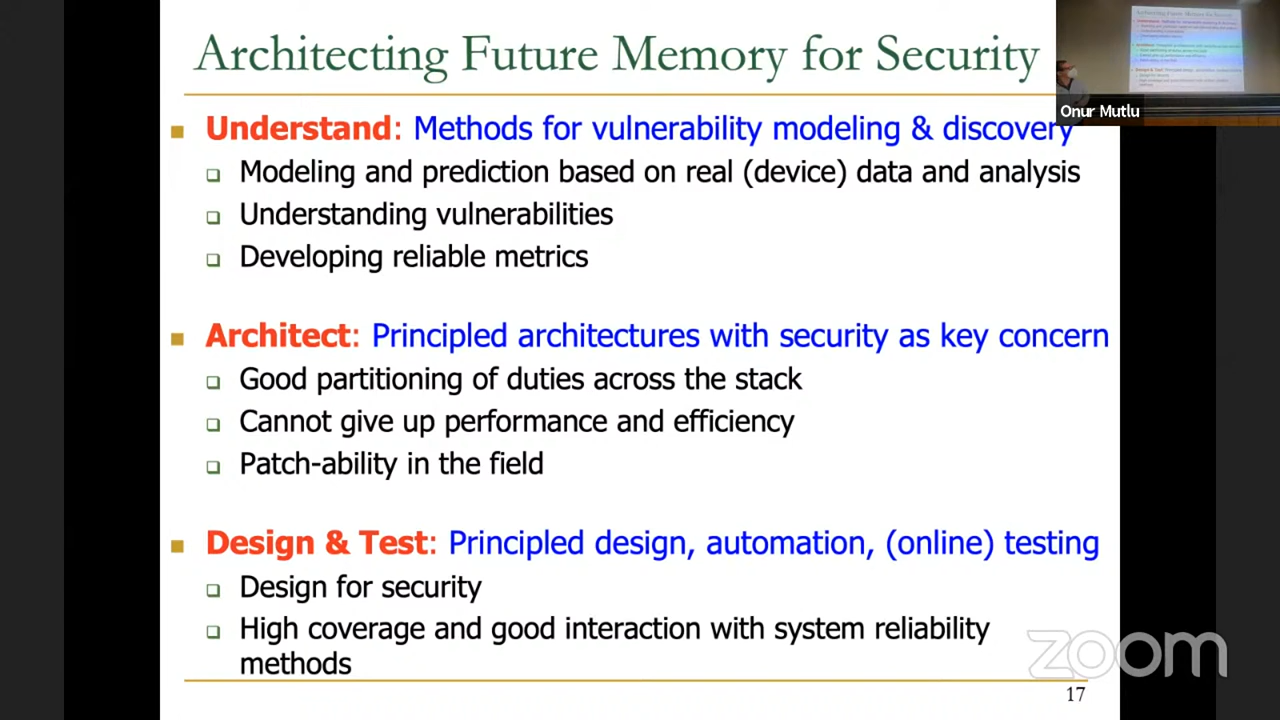 Architecting Future Memory for Security
Onur Mutlu
Understand: Methods for vulnerability modeling & discovery
Modeling and prediction based on real (device) data and analysis
Understanding vulnerabilities
Developing reliable metrics
Architect: Principled architectures with security as key concern
Good partitioning of duties across the stack
Cannot give up performance and efficiency
Patch-ability in the field
Design & Test: Principled design, automation, (online) testing
Design for security
High coverage and good interaction with system reliability
methods
zoom
17